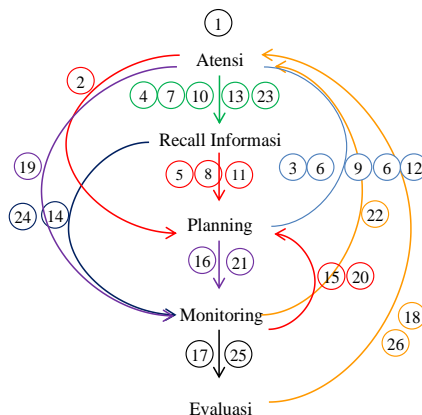 1
Atensi
2
4 7 10 13 23
Recall Informasi
19
5 8 11
3 6 9 6 12
24 14
22
Planning
16 21
15 20
Monitoring
18
17 25
26
Evaluasi